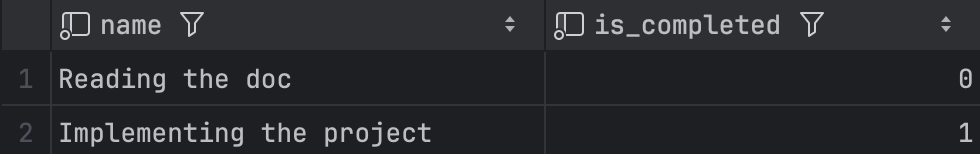 name is_completed
1 Reading the doc 0
2 Implementing the project 1